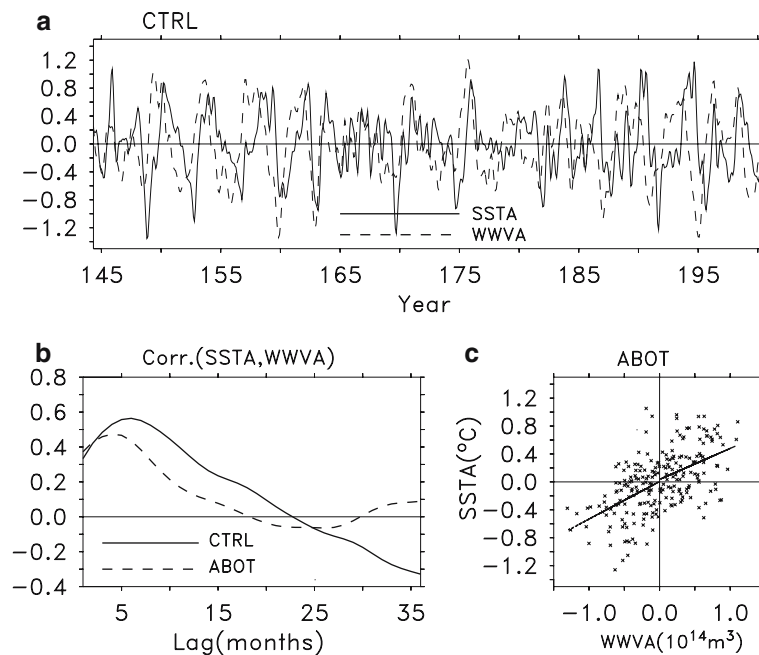 a
CTRL
1.2
0.8
0.4
0.0
−0.4
−0.8
−1.2
SSTA
WWVA
145 155 165 175 185 195
Year
b
Corr.(SSTA,WWVA)
0.8
0.6
0.4
0.2
0.0
−0.2
−0.4
CTRL
ABOT
5 15 25 35
Lag(months)
c
ABOT
SSTA(°C)
1.2
0.8
0.4
0.0
−0.4
−0.8
−1.2
−1.0 0.0 1.0
WWVA(10¹⁴m³)